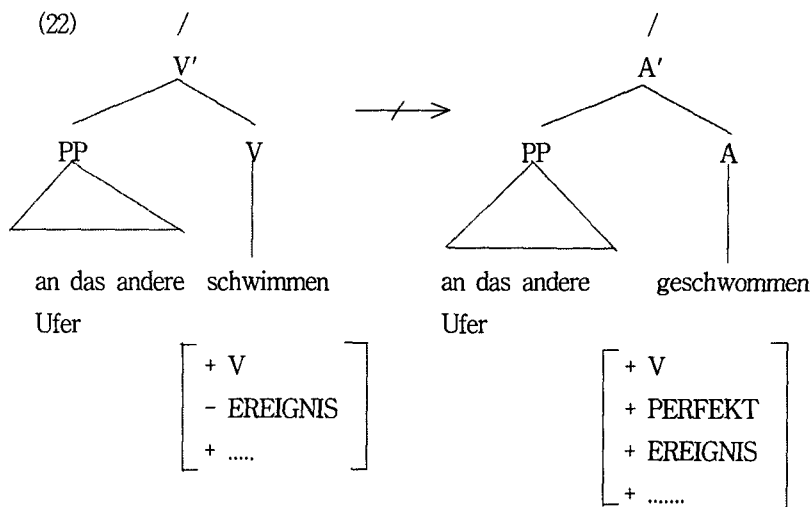 (22)
V′ A′
PP V PP A
an das andere schwimmen an das andere geschwommen
Ufer Ufer
+ V + V
- EREIGNIS + PERFEKT
+ ..... + EREIGNIS
+ .......